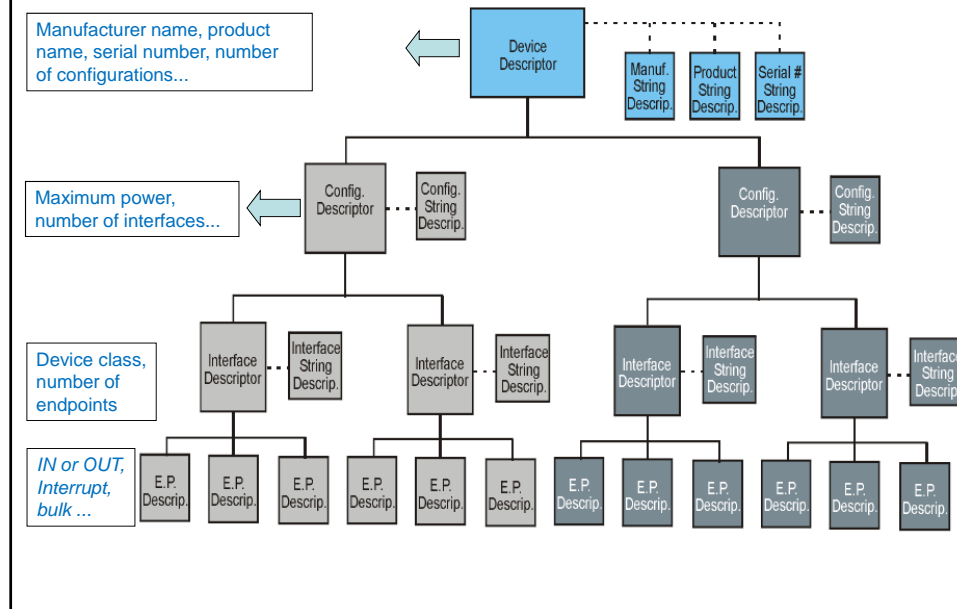 Manufacturer name, product
name, serial number, number
of configurations...
Device
Descriptor
Manuf.
String
Descrip.
Product
String
Descrip.
Serial #
String
Descrip.
Maximum power,
number of interfaces...
Config.
Descriptor
Config.
String
Descrip.
Config.
Descriptor
Config.
String
Descrip.
Device class,
number of
endpoints
Interface
Descriptor
Interface
String
Descrip.
Interface
Descriptor
Interface
String
Descrip.
Interface
Descriptor
Interface
String
Descrip.
Interface
Descriptor
Interface
String
Descrip.
IN or OUT,
Interrupt,
bulk ...
E.P.
Descrip.
E.P.
Descrip.
E.P.
Descrip.
E.P.
Descrip.
E.P.
Descrip.
E.P.
Descrip.
E.P.
Descrip.
E.P.
Descrip.
E.P.
Descrip.
E.P.
Descrip.
E.P.
Descrip.
E.P.
Descrip.